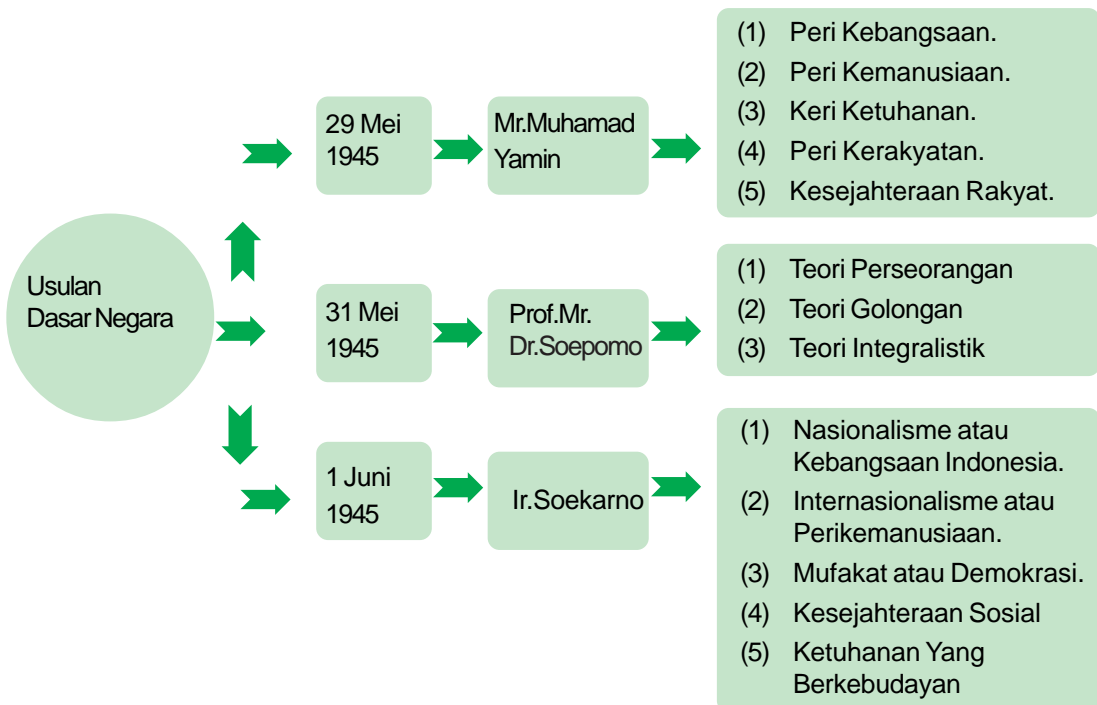 Usulan
Dasar Negara
29 Mei
1945
Mr.Muhamad
Yamin
(1) Peri Kebangsaan.
(2) Peri Kemanusiaan.
(3) Keri Ketuhanan.
(4) Peri Kerakyatan.
(5) Kesejahteraan Rakyat.
31 Mei
1945
Prof.Mr.
Dr.Soepomo
(1) Teori Perseorangan
(2) Teori Golongan
(3) Teori Integralistik
1 Juni
1945
Ir.Soekarno
(1) Nasionalisme atau
Kebangsaan Indonesia.
(2) Internasionalisme atau
Perikemanusiaan.
(3) Mufakat atau Demokrasi.
(4) Kesejahteraan Sosial
(5) Ketuhanan Yang
Berkebudayan